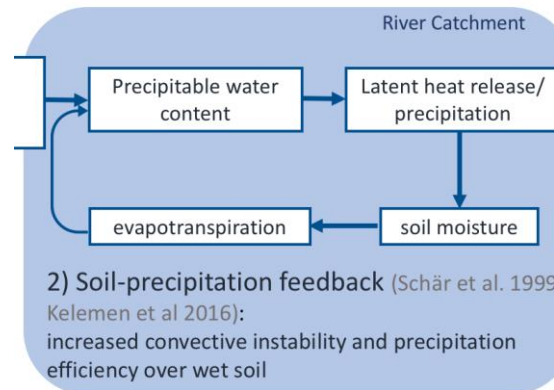 River Catchment
Precipitable water
content
Latent heat release/
precipitation
evapotranspiration
soil moisture
2) Soil-precipitation feedback (Schär et al. 1999
Kelemen et al 2016):
increased convective instability and precipitation
efficiency over wet soil